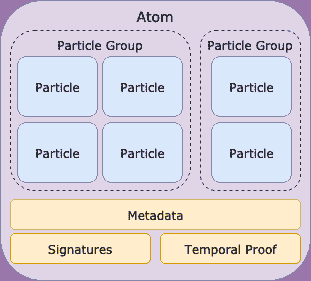 Atom
Particle Group
Particle Group
Particle
Particle
Particle
Particle
Particle
Particle
Metadata
Signatures
Temporal Proof